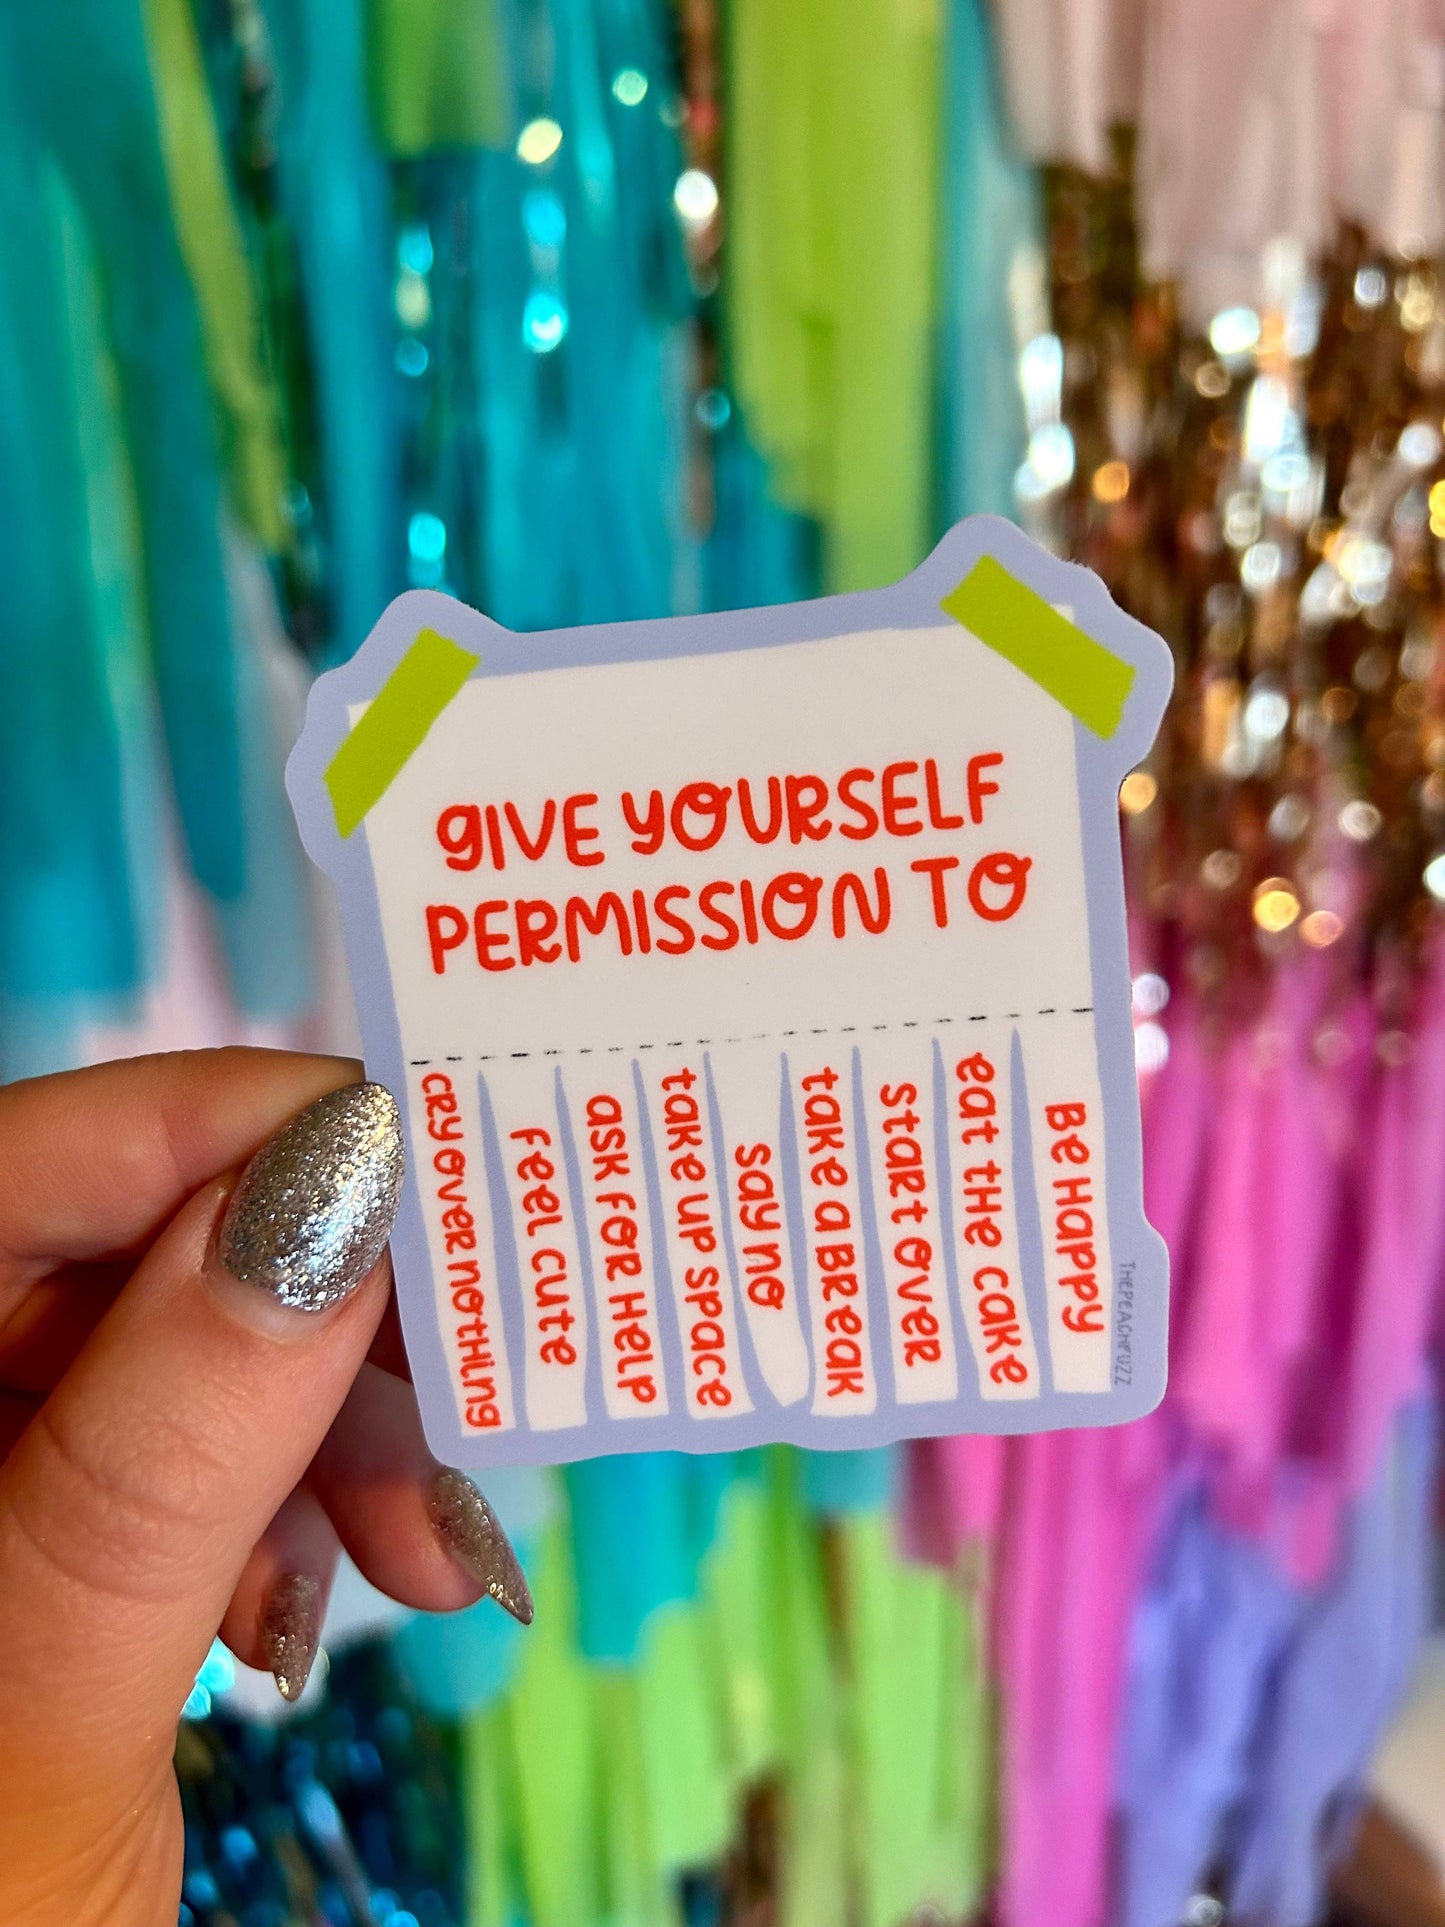 gIVE YOURSELF
PERMISSION TO
cry over nothing
feel cute
ask for help
take up space
say no
take a break
start over
eat the cake
Be Happy
THEPEACHFUZZ